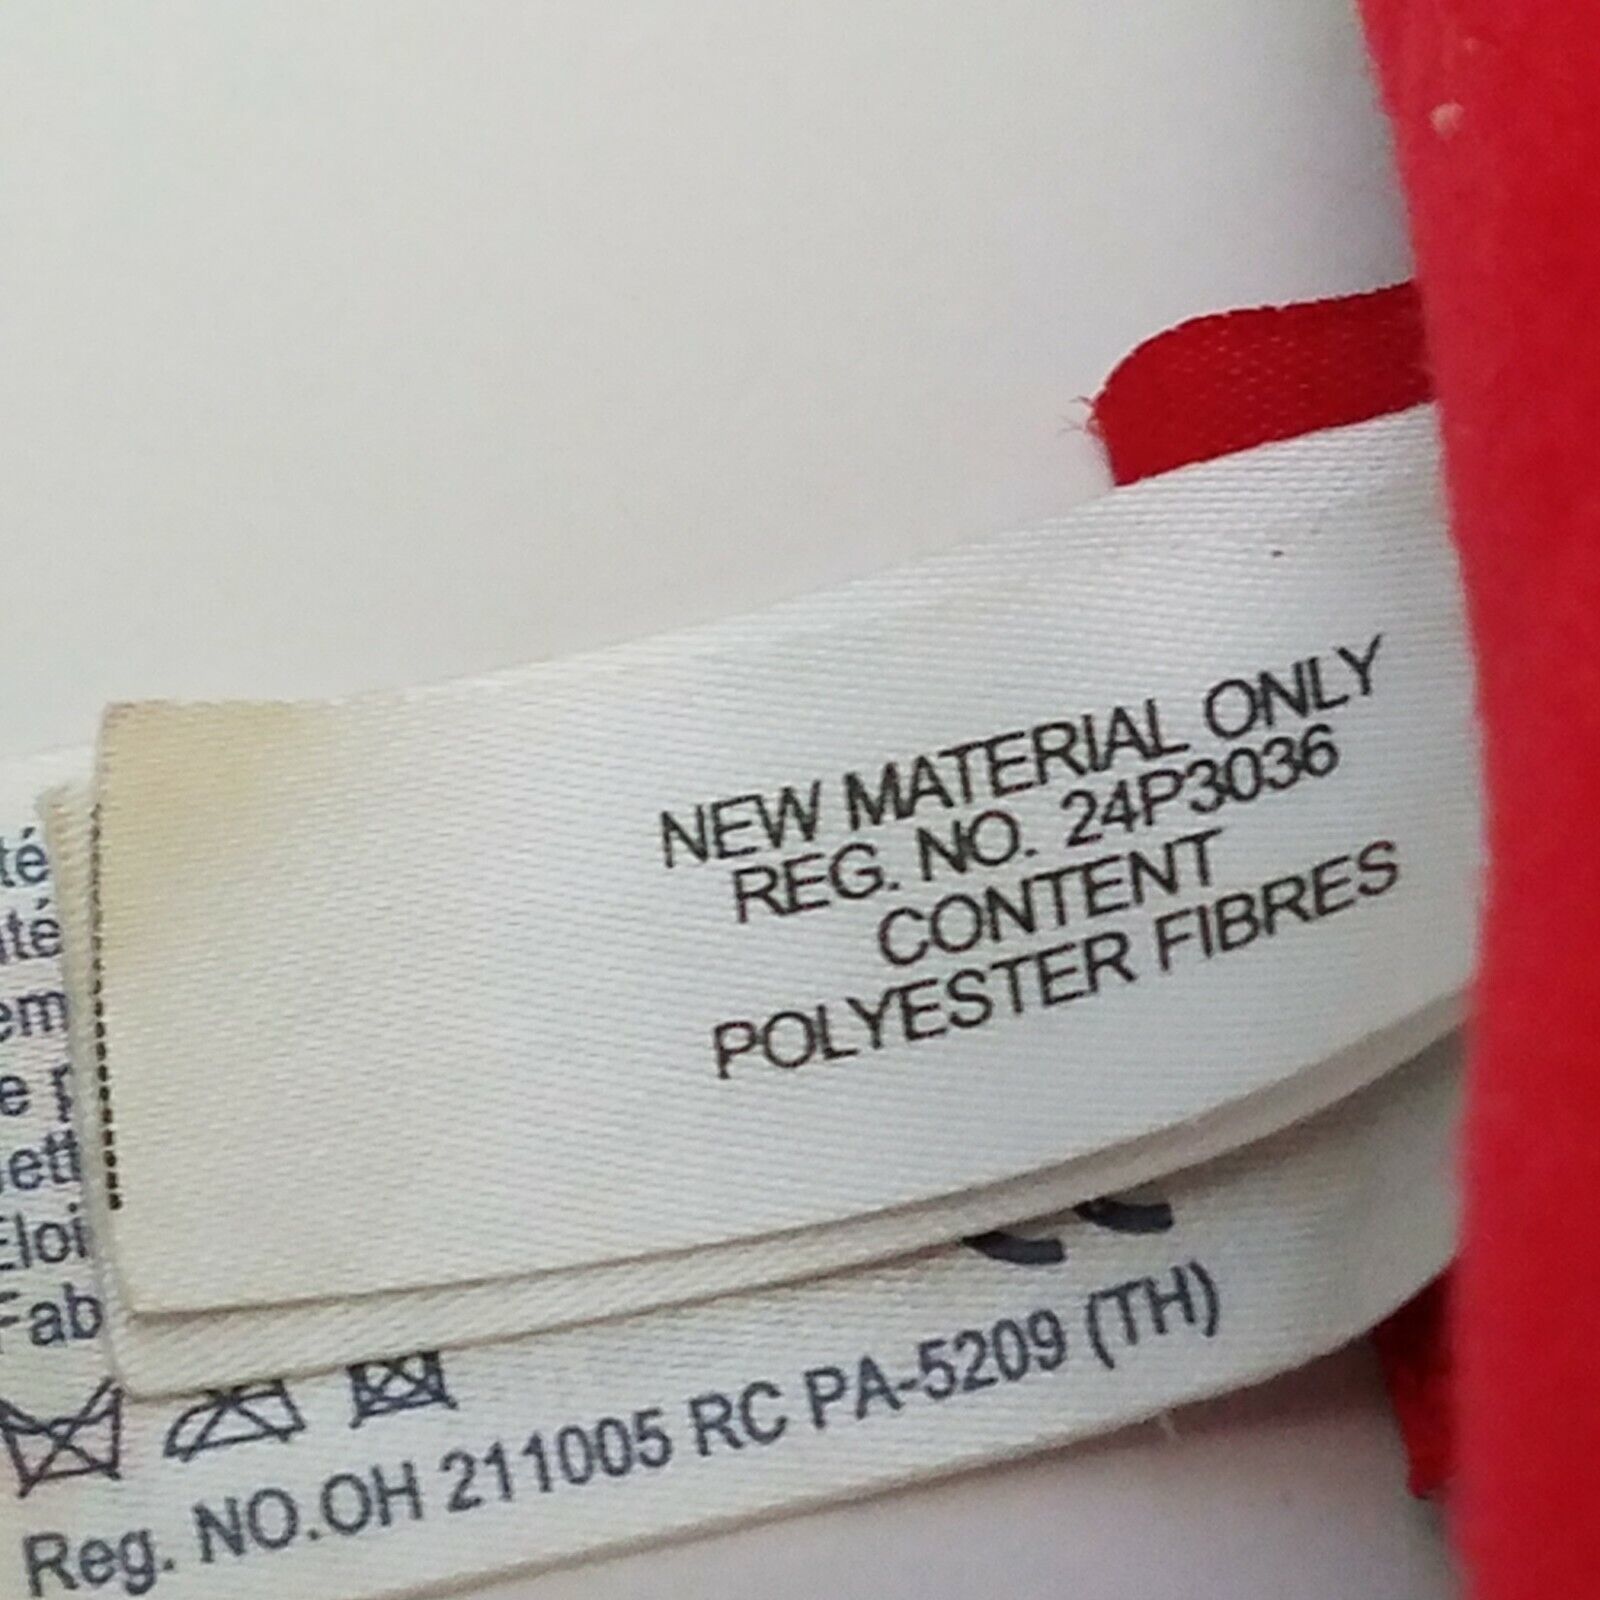 NEW MATERIAL ONLY
REG. NO. 24P3036
CONTENT
POLYESTER FIBRES
Reg. NO.OH 211005 RC PA-5209 (TH)